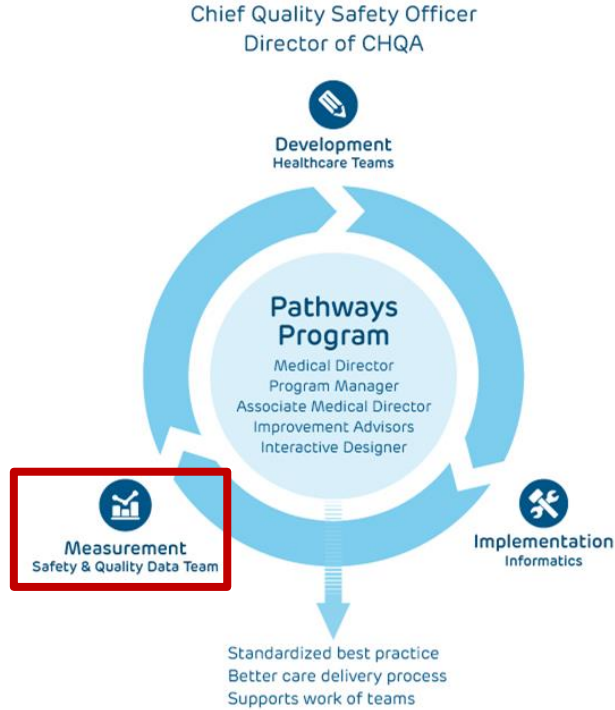 Chief Quality Safety Officer
Director of CHQA
Development
Healthcare Teams
Pathways
Program
Medical Director
Program Manager
Associate Medical Director
Improvement Advisors
Interactive Designer
Measurement
Safety & Quality Data Team
Implementation
Informatics
Standardized best practice
Better care delivery process
Supports work of teams